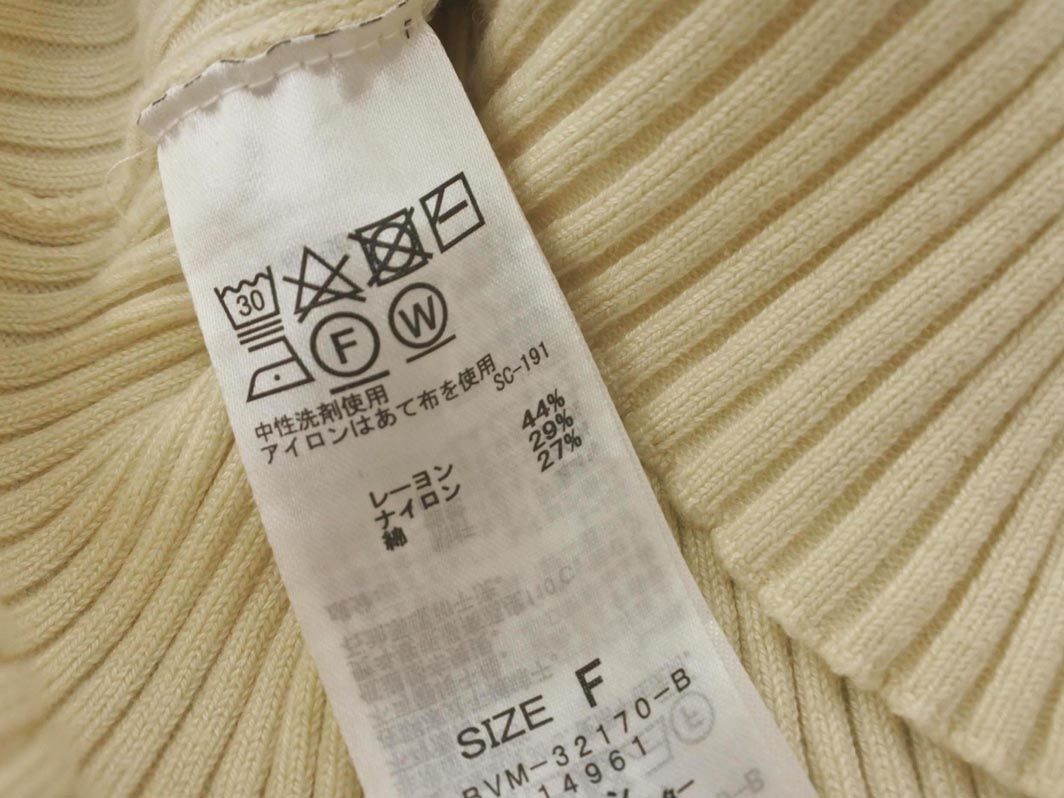 30
F W
中性洗剤使用
アイロンはあて布を使用
SC-191
レーヨン 44%
ナイロン 29%
綿 27%
SIZE F
BVM-32170-B
14961